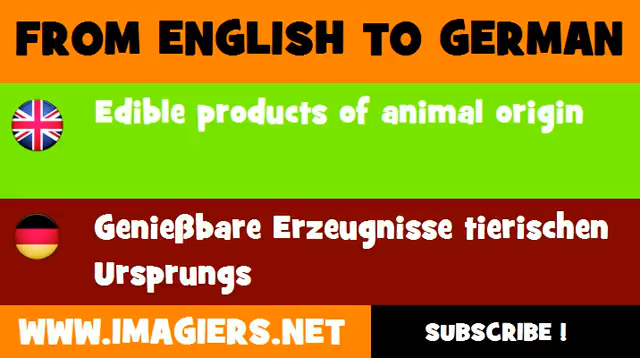 FROM ENGLISH TO GERMAN
Edible products of animal origin
Genießbare Erzeugnisse tierischen
Ursprungs
WWW.IMAGIERS.NET
SUBSCRIBE !